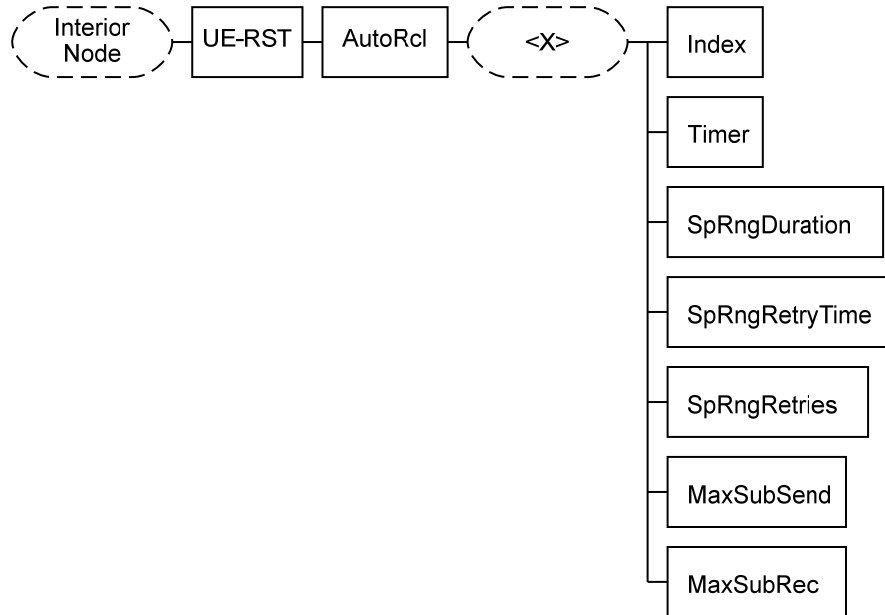 Interior
Node
UE-RST
AutoRcl
<X>
Index
Timer
SpRngDuration
SpRngRetryTime
SpRngRetries
MaxSubSend
MaxSubRec